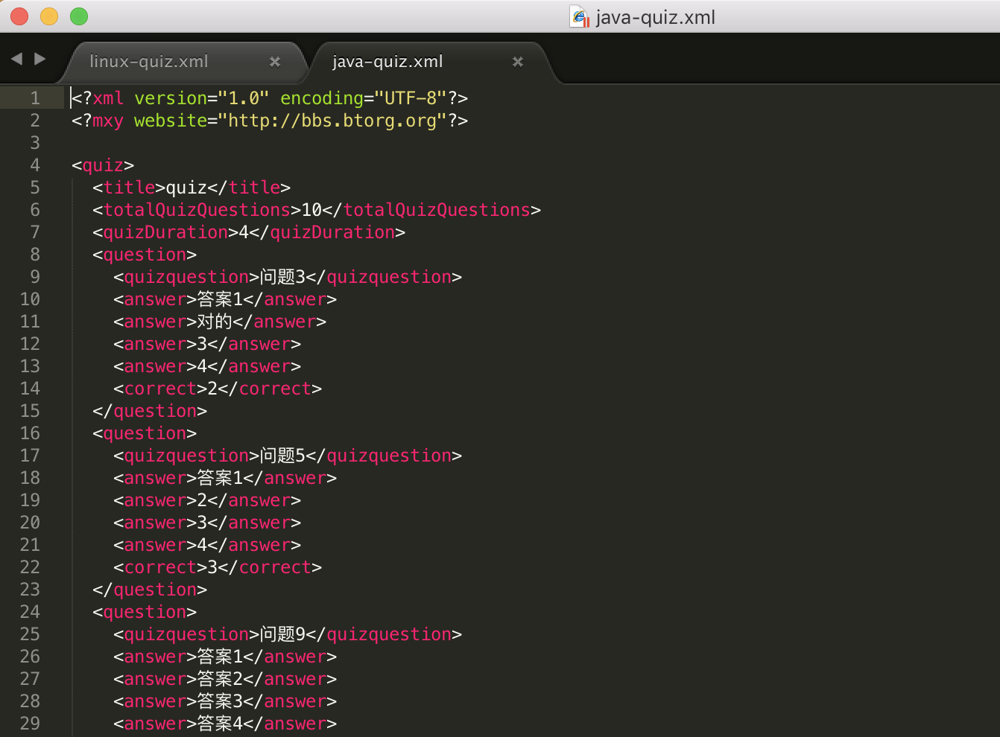 java-quiz.xml
linux-quiz.xml
java-quiz.xml
1 <?xml version="1.0" encoding="UTF-8"?>
2 <?mxy website="http://bbs.btorg.org"?>
3
4 <quiz>
5 <title>quiz</title>
6 <totalQuizQuestions>10</totalQuizQuestions>
7 <quizDuration>4</quizDuration>
8 <question>
9 <quizquestion>问题3</quizquestion>
10 <answer>答案1</answer>
11 <answer>对的</answer>
12 <answer>3</answer>
13 <answer>4</answer>
14 <correct>2</correct>
15 </question>
16 <question>
17 <quizquestion>问题5</quizquestion>
18 <answer>答案1</answer>
19 <answer>2</answer>
20 <answer>3</answer>
21 <answer>4</answer>
22 <correct>3</correct>
23 </question>
24 <question>
25 <quizquestion>问题9</quizquestion>
26 <answer>答案1</answer>
27 <answer>答案2</answer>
28 <answer>答案3</answer>
29 <answer>答案4</answer>